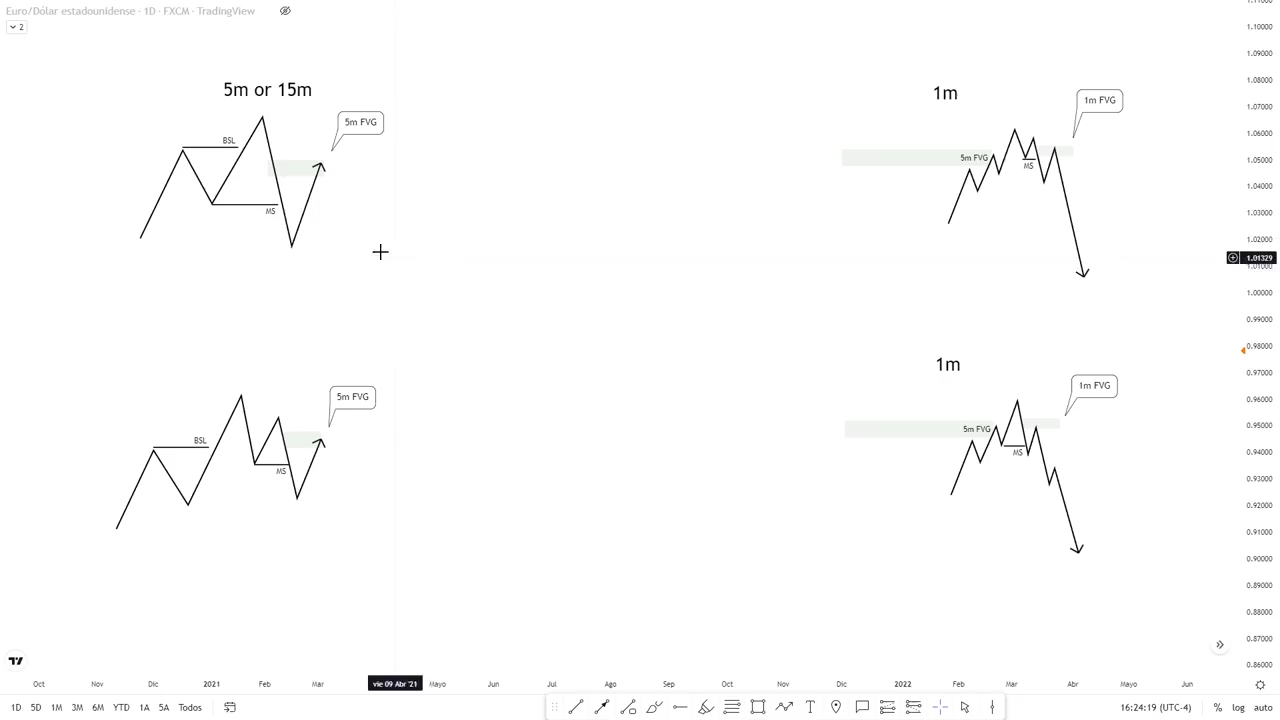 Euro/Dólar estadounidense · 1D · FXCM · TradingView
2
5m or 15m
5m FVG
BSL
MS
1m
1m FVG
5m FVG
MS
5m FVG
BSL
MS
1m
1m FVG
5m FVG
MS
1.10000
1.09000
1.08000
1.07000
1.06000
1.05000
1.04000
1.03000
1.02000
1.01329
1.01000
1.00000
0.99000
0.98000
0.97000
0.96000
0.95000
0.94000
0.93000
0.92000
0.91000
0.90000
0.89000
0.88000
0.87000
0.86000
Oct Nov Dic 2021 Feb Mar vie 09 Abr '21 Mayo Jun Jul Ago Sep Oct Nov Dic 2022 Feb Mar Abr Mayo Jun
1D 5D 1M 3M 6M YTD 1A 5A Todos
16:24:19 (UTC-4) % log auto